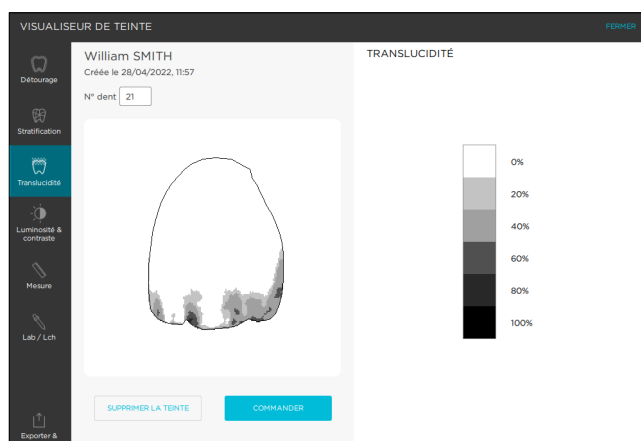 VISUALISEUR DE TEINTE
FERMER
Détourage
Stratification
Translucidité
Luminosité &
contraste
Mesure
Lab / Lch
Exporter &
William SMITH
Créée le 28/04/2022, 11:57
N° dent 21
SUPPRIMER LA TEINTE
COMMANDER
TRANSLUCIDITÉ
0%
20%
40%
60%
80%
100%